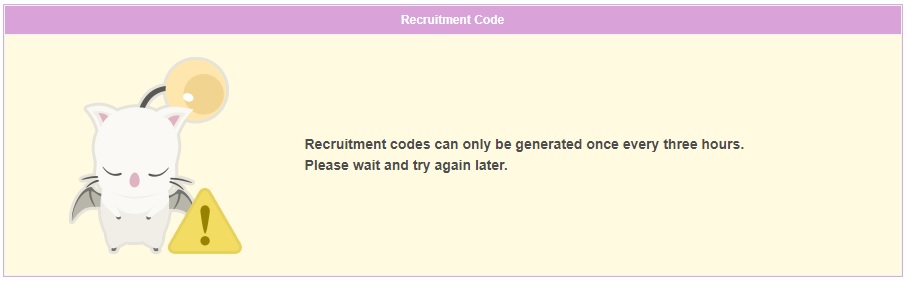 Recruitment Code
Recruitment codes can only be generated once every three hours.
Please wait and try again later.